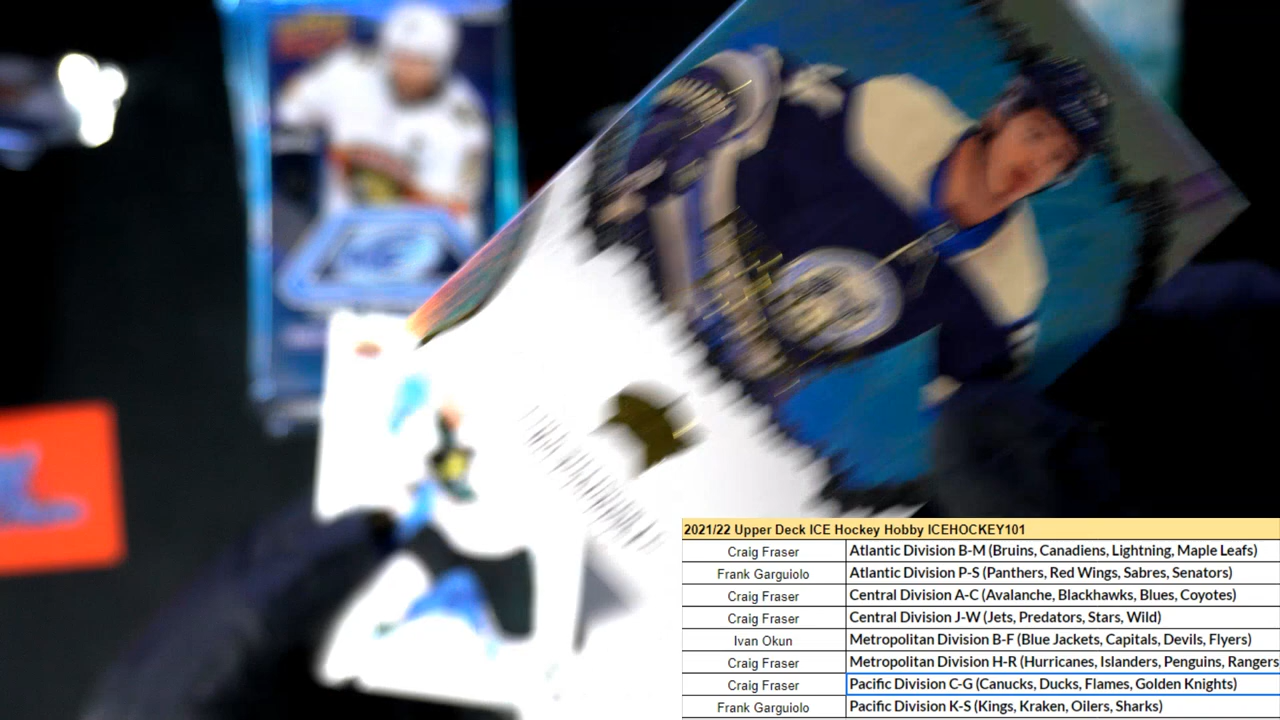 ICE
2021/22 Upper Deck ICE Hockey Hobby ICEHOCKEY101
Craig Fraser Atlantic Division B-M (Bruins, Canadiens, Lightning, Maple Leafs)
Frank Garguiolo Atlantic Division P-S (Panthers, Red Wings, Sabres, Senators)
Craig Fraser Central Division A-C (Avalanche, Blackhawks, Blues, Coyotes)
Craig Fraser Central Division J-W (Jets, Predators, Stars, Wild)
Ivan Okun Metropolitan Division B-F (Blue Jackets, Capitals, Devils, Flyers)
Craig Fraser Metropolitan Division H-R (Hurricanes, Islanders, Penguins, Rangers
Craig Fraser Pacific Division C-G (Canucks, Ducks, Flames, Golden Knights)
Frank Garguiolo Pacific Division K-S (Kings, Kraken, Oilers, Sharks)